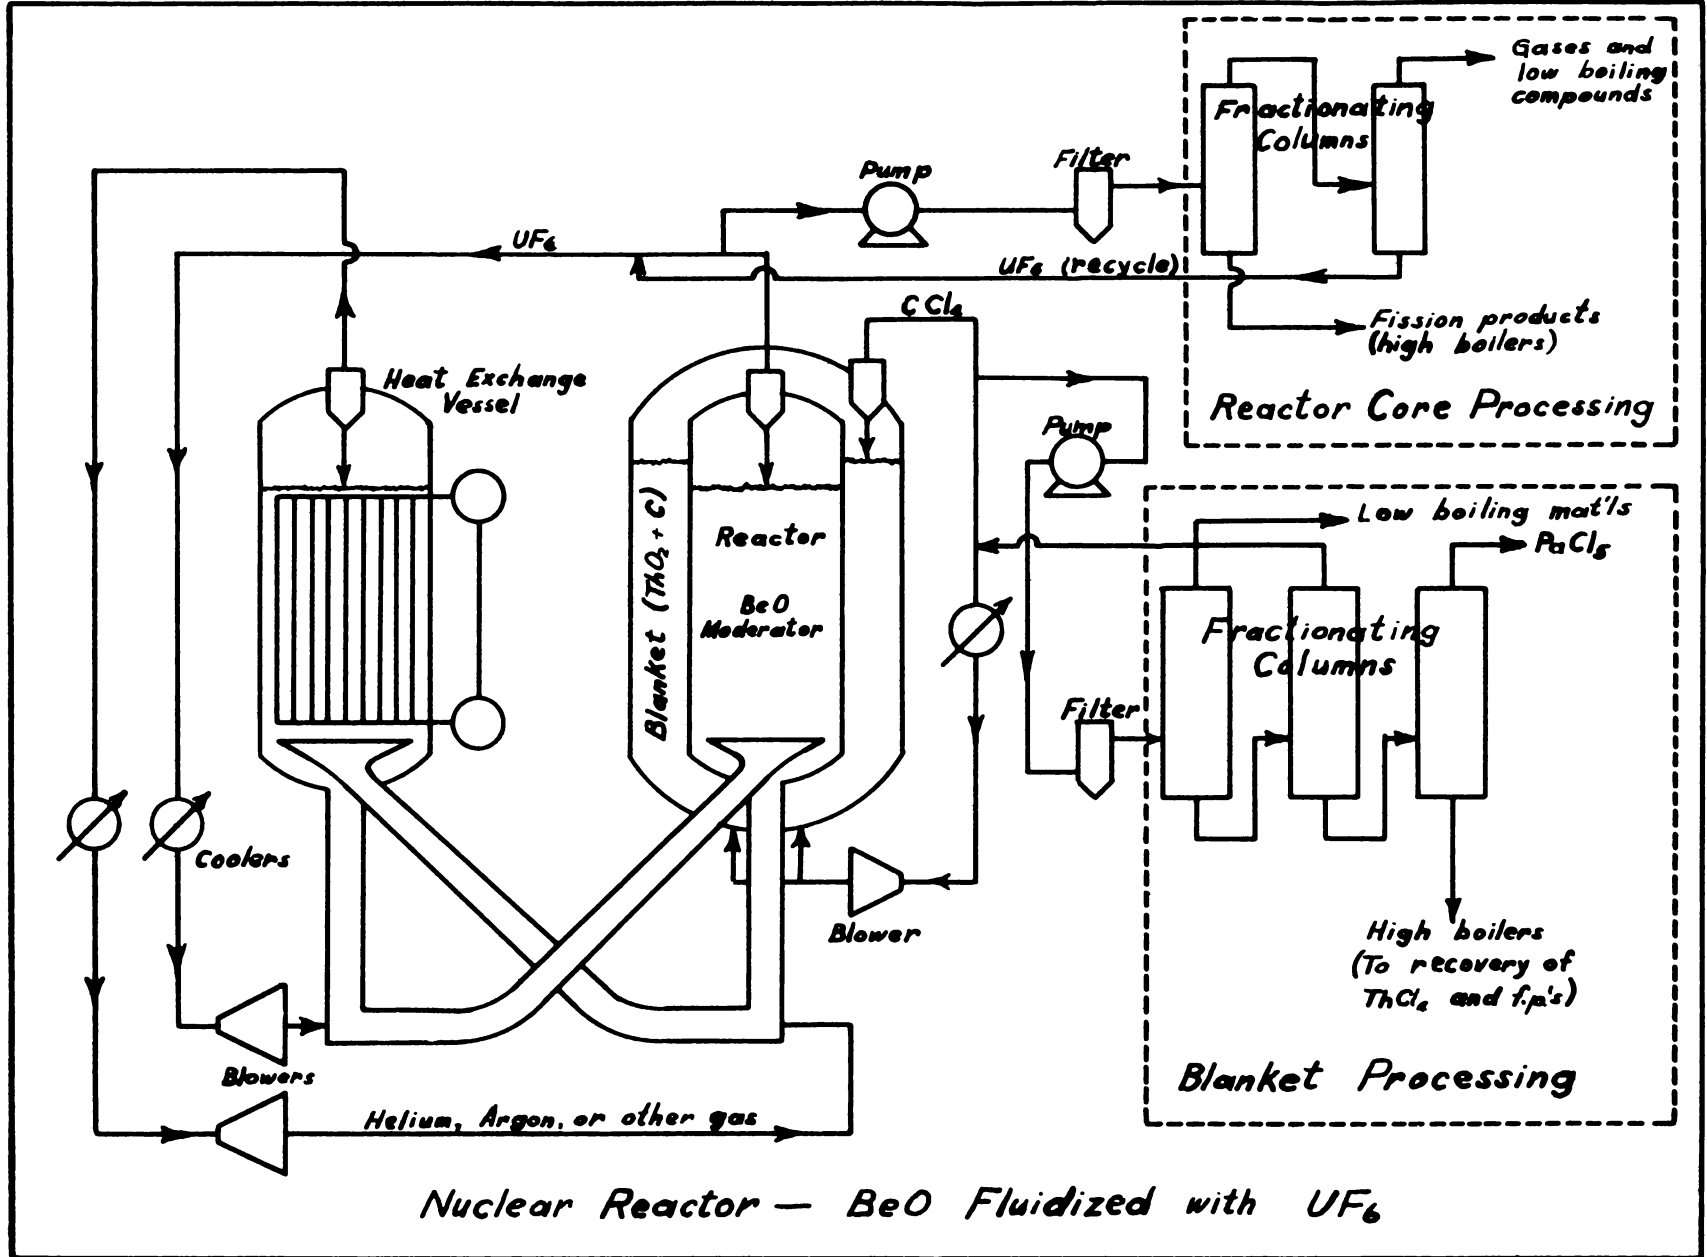 Gases and
low boiling
compounds
Fractionating
Columns
Pump
Filter
UF₆
UF₆ (recycle)
CCl₄
Fission products
(high boilers)
Reactor Core Processing
Heat Exchange
Vessel
Pump
Low boiling mat'ls
PaCl₅
Reactor
BeO
Moderator
Blanket (ThO₂ + C)
Fractionating
Columns
Filter
Coolers
Blower
High boilers
(To recovery of
ThCl₄ and f.p.'s)
Blowers
Blanket Processing
Helium, Argon, or other gas
Nuclear Reactor — BeO Fluidized with UF₆